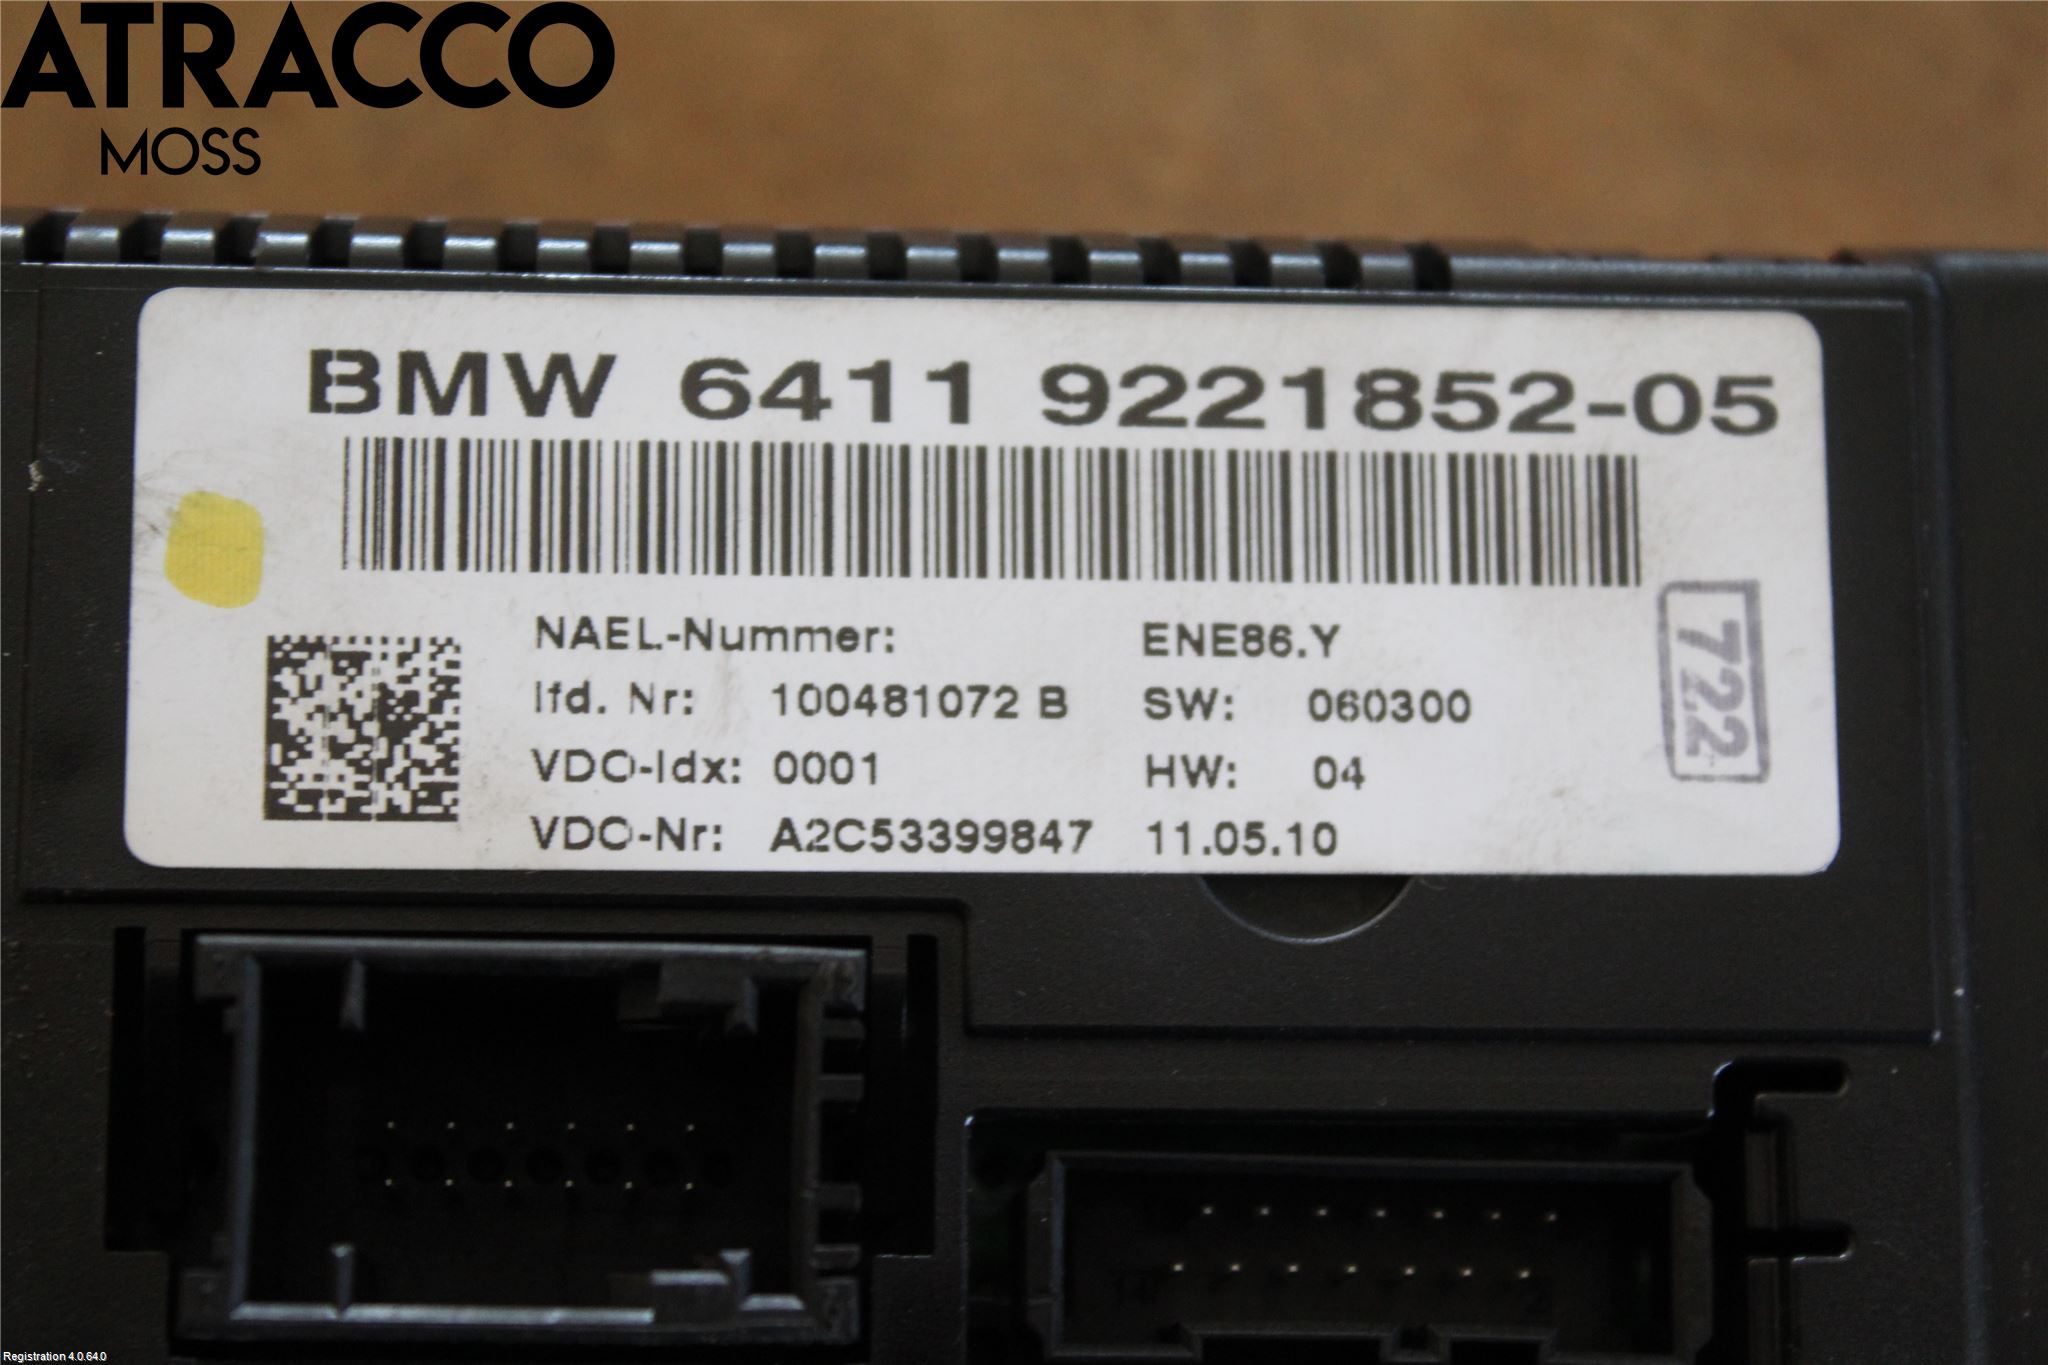 ATRACCO
MOSS
BMW 6411 9221852-05
NAEL-Nummer: ENE86.Y
lfd. Nr: 100481072 B SW: 060300
VDO-Idx: 0001 HW: 04
VDO-Nr: A2C53399847 11.05.10
722
Registration 4.0.64.0